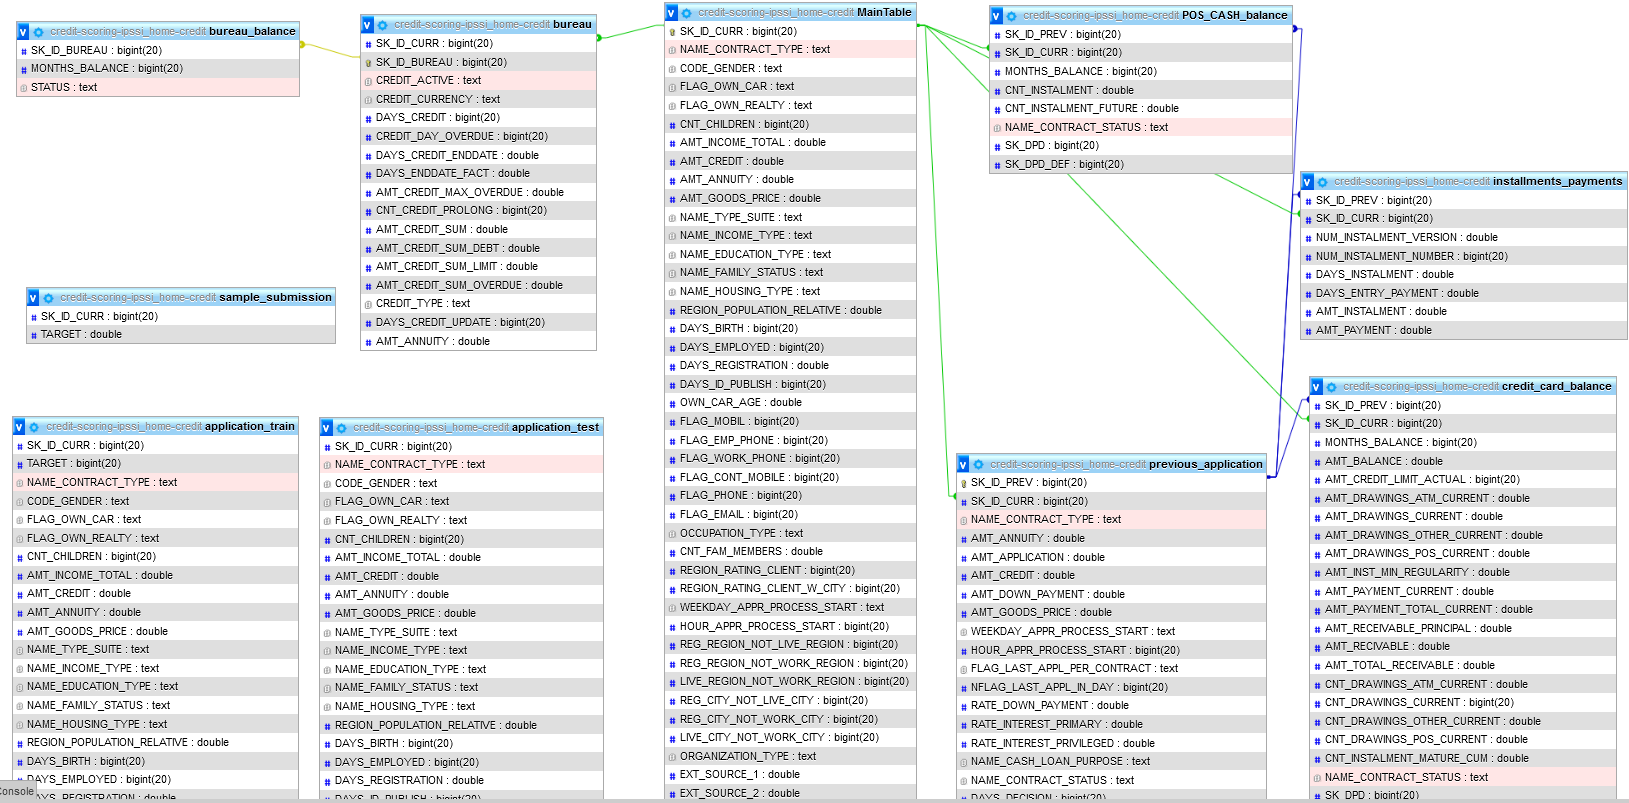 credit-scoring-ipssi_home-credit bureau_balance
SK_ID_BUREAU : bigint(20)
MONTHS_BALANCE : bigint(20)
STATUS : text
credit-scoring-ipssi_home-credit bureau
SK_ID_CURR : bigint(20)
SK_ID_BUREAU : bigint(20)
CREDIT_ACTIVE : text
CREDIT_CURRENCY : text
DAYS_CREDIT : bigint(20)
CREDIT_DAY_OVERDUE : bigint(20)
DAYS_CREDIT_ENDDATE : double
DAYS_ENDDATE_FACT : double
AMT_CREDIT_MAX_OVERDUE : double
CNT_CREDIT_PROLONG : bigint(20)
AMT_CREDIT_SUM : double
AMT_CREDIT_SUM_DEBT : double
AMT_CREDIT_SUM_LIMIT : double
AMT_CREDIT_SUM_OVERDUE : double
CREDIT_TYPE : text
DAYS_CREDIT_UPDATE : bigint(20)
AMT_ANNUITY : double
credit-scoring-ipssi_home-credit MainTable
SK_ID_CURR : bigint(20)
NAME_CONTRACT_TYPE : text
CODE_GENDER : text
FLAG_OWN_CAR : text
FLAG_OWN_REALTY : text
CNT_CHILDREN : bigint(20)
AMT_INCOME_TOTAL : double
AMT_CREDIT : double
AMT_ANNUITY : double
AMT_GOODS_PRICE : double
NAME_TYPE_SUITE : text
NAME_INCOME_TYPE : text
NAME_EDUCATION_TYPE : text
NAME_FAMILY_STATUS : text
NAME_HOUSING_TYPE : text
REGION_POPULATION_RELATIVE : double
DAYS_BIRTH : bigint(20)
DAYS_EMPLOYED : bigint(20)
DAYS_REGISTRATION : double
DAYS_ID_PUBLISH : bigint(20)
OWN_CAR_AGE : double
FLAG_MOBIL : bigint(20)
FLAG_EMP_PHONE : bigint(20)
FLAG_WORK_PHONE : bigint(20)
FLAG_CONT_MOBILE : bigint(20)
FLAG_PHONE : bigint(20)
FLAG_EMAIL : bigint(20)
OCCUPATION_TYPE : text
CNT_FAM_MEMBERS : double
REGION_RATING_CLIENT : bigint(20)
REGION_RATING_CLIENT_W_CITY : bigint(20)
WEEKDAY_APPR_PROCESS_START : text
HOUR_APPR_PROCESS_START : bigint(20)
REG_REGION_NOT_LIVE_REGION : bigint(20)
REG_REGION_NOT_WORK_REGION : bigint(20)
LIVE_REGION_NOT_WORK_REGION : bigint(20)
REG_CITY_NOT_LIVE_CITY : bigint(20)
REG_CITY_NOT_WORK_CITY : bigint(20)
LIVE_CITY_NOT_WORK_CITY : bigint(20)
ORGANIZATION_TYPE : text
EXT_SOURCE_1 : double
EXT_SOURCE_2 : double
credit-scoring-ipssi_home-credit POS_CASH_balance
SK_ID_PREV : bigint(20)
SK_ID_CURR : bigint(20)
MONTHS_BALANCE : bigint(20)
CNT_INSTALMENT : double
CNT_INSTALMENT_FUTURE : double
NAME_CONTRACT_STATUS : text
SK_DPD : bigint(20)
SK_DPD_DEF : bigint(20)
credit-scoring-ipssi_home-credit installments_payments
SK_ID_PREV : bigint(20)
SK_ID_CURR : bigint(20)
NUM_INSTALMENT_VERSION : double
NUM_INSTALMENT_NUMBER : bigint(20)
DAYS_INSTALMENT : double
DAYS_ENTRY_PAYMENT : double
AMT_INSTALMENT : double
AMT_PAYMENT : double
credit-scoring-ipssi_home-credit sample_submission
SK_ID_CURR : bigint(20)
TARGET : double
credit-scoring-ipssi_home-credit application_train
SK_ID_CURR : bigint(20)
TARGET : bigint(20)
NAME_CONTRACT_TYPE : text
CODE_GENDER : text
FLAG_OWN_CAR : text
FLAG_OWN_REALTY : text
CNT_CHILDREN : bigint(20)
AMT_INCOME_TOTAL : double
AMT_CREDIT : double
AMT_ANNUITY : double
AMT_GOODS_PRICE : double
NAME_TYPE_SUITE : text
NAME_INCOME_TYPE : text
NAME_EDUCATION_TYPE : text
NAME_FAMILY_STATUS : text
NAME_HOUSING_TYPE : text
REGION_POPULATION_RELATIVE : double
DAYS_BIRTH : bigint(20)
DAYS_EMPLOYED : bigint(20)
DAYS_REGISTRATION : double
Console
credit-scoring-ipssi_home-credit application_test
SK_ID_CURR : bigint(20)
NAME_CONTRACT_TYPE : text
CODE_GENDER : text
FLAG_OWN_CAR : text
FLAG_OWN_REALTY : text
CNT_CHILDREN : bigint(20)
AMT_INCOME_TOTAL : double
AMT_CREDIT : double
AMT_ANNUITY : double
AMT_GOODS_PRICE : double
NAME_TYPE_SUITE : text
NAME_INCOME_TYPE : text
NAME_EDUCATION_TYPE : text
NAME_FAMILY_STATUS : text
NAME_HOUSING_TYPE : text
REGION_POPULATION_RELATIVE : double
DAYS_BIRTH : bigint(20)
DAYS_EMPLOYED : bigint(20)
DAYS_REGISTRATION : double
DAYS_ID_PUBLISH : bigint(20)
credit-scoring-ipssi_home-credit previous_application
SK_ID_PREV : bigint(20)
SK_ID_CURR : bigint(20)
NAME_CONTRACT_TYPE : text
AMT_ANNUITY : double
AMT_APPLICATION : double
AMT_CREDIT : double
AMT_DOWN_PAYMENT : double
AMT_GOODS_PRICE : double
WEEKDAY_APPR_PROCESS_START : text
HOUR_APPR_PROCESS_START : bigint(20)
FLAG_LAST_APPL_PER_CONTRACT : text
NFLAG_LAST_APPL_IN_DAY : bigint(20)
RATE_DOWN_PAYMENT : double
RATE_INTEREST_PRIMARY : double
RATE_INTEREST_PRIVILEGED : double
NAME_CASH_LOAN_PURPOSE : text
NAME_CONTRACT_STATUS : text
DAYS_DECISION : bigint(20)
credit-scoring-ipssi_home-credit credit_card_balance
SK_ID_PREV : bigint(20)
SK_ID_CURR : bigint(20)
MONTHS_BALANCE : bigint(20)
AMT_BALANCE : double
AMT_CREDIT_LIMIT_ACTUAL : bigint(20)
AMT_DRAWINGS_ATM_CURRENT : double
AMT_DRAWINGS_CURRENT : double
AMT_DRAWINGS_OTHER_CURRENT : double
AMT_DRAWINGS_POS_CURRENT : double
AMT_INST_MIN_REGULARITY : double
AMT_PAYMENT_CURRENT : double
AMT_PAYMENT_TOTAL_CURRENT : double
AMT_RECEIVABLE_PRINCIPAL : double
AMT_RECIVABLE : double
AMT_TOTAL_RECEIVABLE : double
CNT_DRAWINGS_ATM_CURRENT : double
CNT_DRAWINGS_CURRENT : bigint(20)
CNT_DRAWINGS_OTHER_CURRENT : double
CNT_DRAWINGS_POS_CURRENT : double
CNT_INSTALMENT_MATURE_CUM : double
NAME_CONTRACT_STATUS : text
SK_DPD : bigint(20)